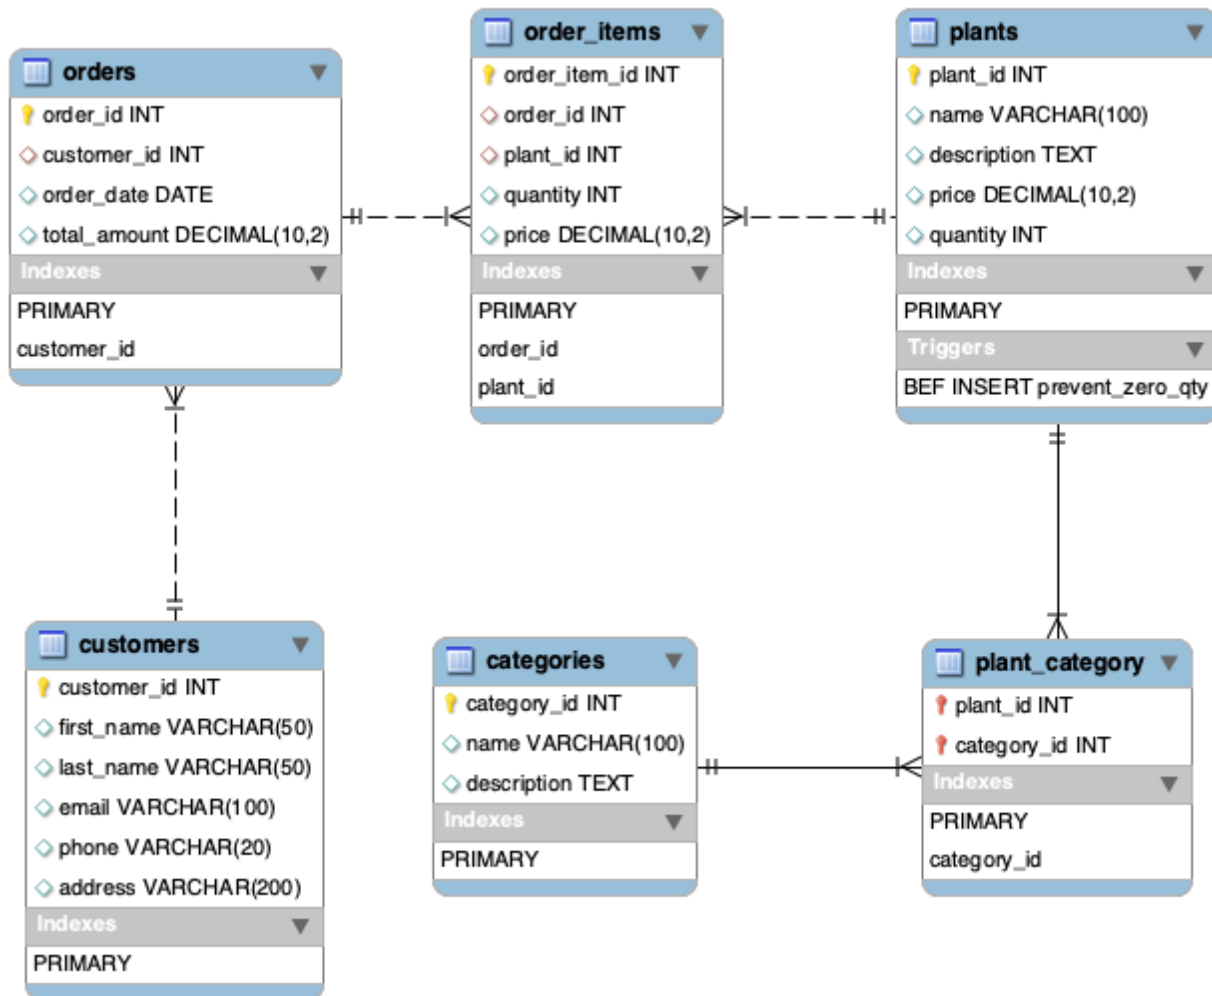 orders
order_id INT
customer_id INT
order_date DATE
total_amount DECIMAL(10,2)
Indexes
PRIMARY
customer_id
order_items
order_item_id INT
order_id INT
plant_id INT
quantity INT
price DECIMAL(10,2)
Indexes
PRIMARY
order_id
plant_id
plants
plant_id INT
name VARCHAR(100)
description TEXT
price DECIMAL(10,2)
quantity INT
Indexes
PRIMARY
Triggers
BEF INSERT prevent_zero_qty
customers
customer_id INT
first_name VARCHAR(50)
last_name VARCHAR(50)
email VARCHAR(100)
phone VARCHAR(20)
address VARCHAR(200)
Indexes
PRIMARY
categories
category_id INT
name VARCHAR(100)
description TEXT
Indexes
PRIMARY
plant_category
plant_id INT
category_id INT
Indexes
PRIMARY
category_id